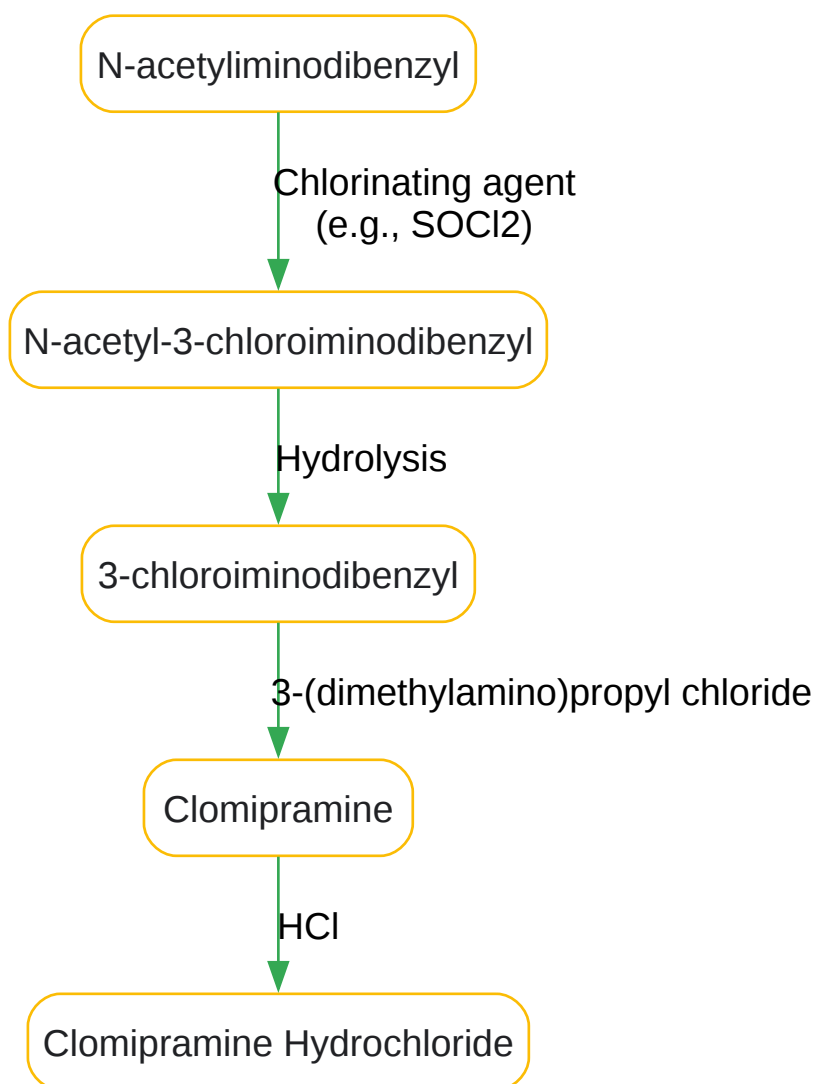 N-acetyliminodibenzyl
Chlorinating agent
(e.g., SOCl2)
N-acetyl-3-chloroiminodibenzyl
Hydrolysis
3-chloroiminodibenzyl
3-(dimethylamino)propyl chloride
Clomipramine
HCl
Clomipramine Hydrochloride